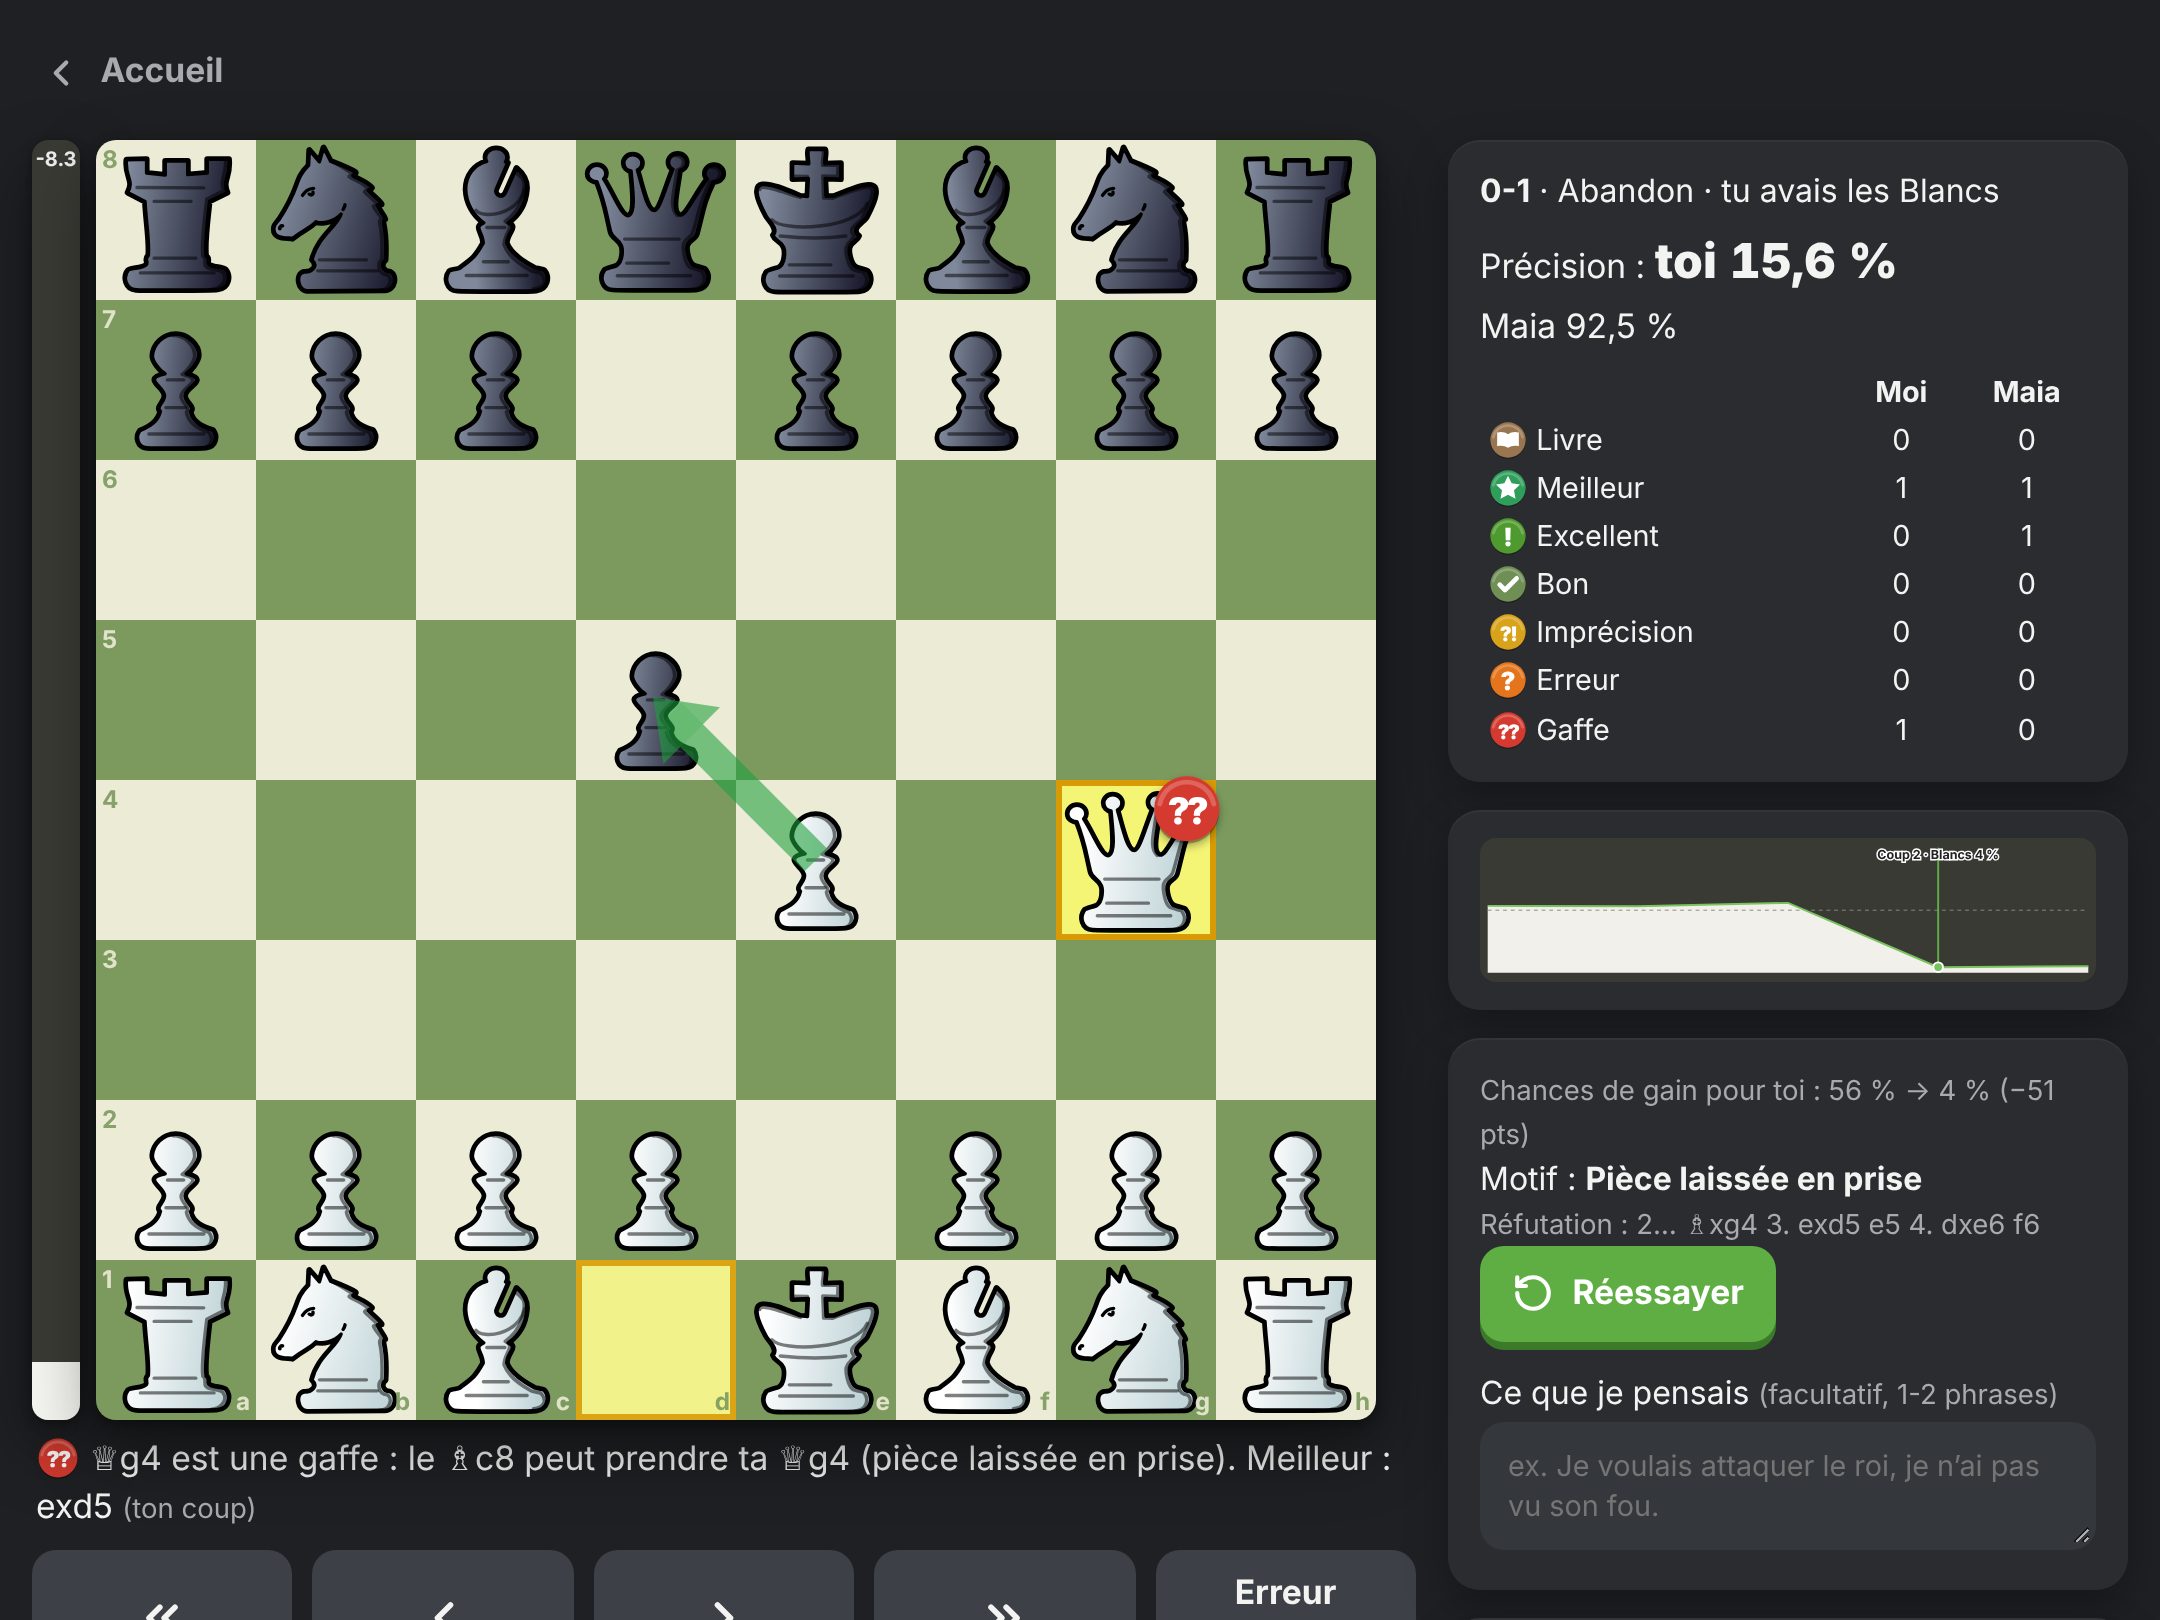 Accueil
-8.3
8
7
6
5
4
3
2
1
a
b
c
d
e
f
g
h
??
?? ♕g4 est une gaffe : le ♗c8 peut prendre ta ♕g4 (pièce laissée en prise). Meilleur :
exd5 (ton coup)
Erreur
0-1 · Abandon · tu avais les Blancs
Précision : toi 15,6 %
Maia 92,5 %
Moi Maia
Livre 0 0
Meilleur 1 1
! Excellent 0 1
Bon 0 0
?! Imprécision 0 0
? Erreur 0 0
?? Gaffe 1 0
Coup 2 · Blancs 4 %
Chances de gain pour toi : 56 % → 4 % (−51
pts)
Motif : Pièce laissée en prise
Réfutation : 2… ♗xg4 3. exd5 e5 4. dxe6 f6
Réessayer
Ce que je pensais (facultatif, 1-2 phrases)
ex. Je voulais attaquer le roi, je n’ai pas
vu son fou.